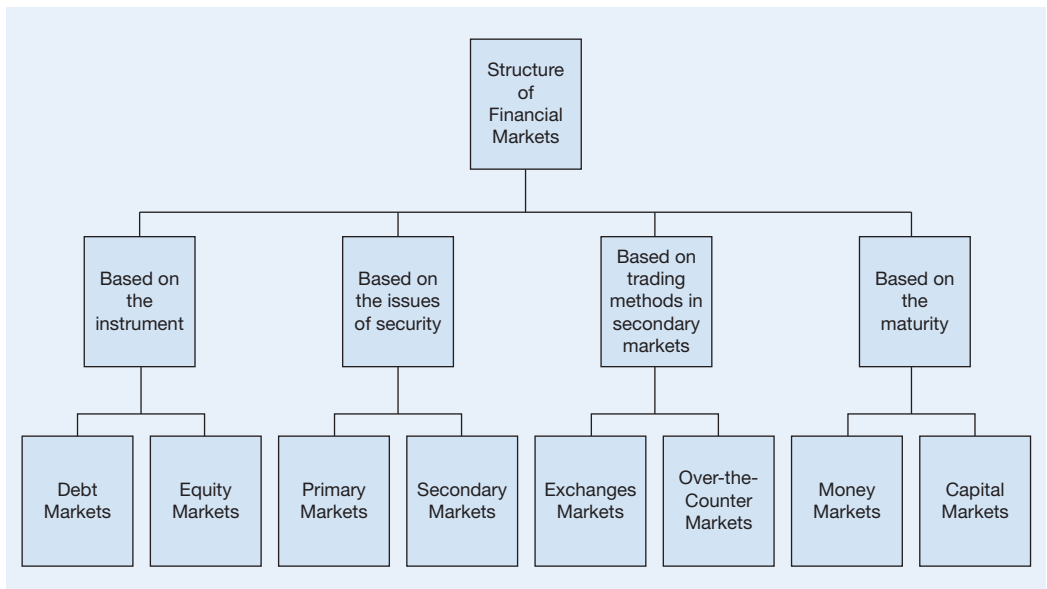 Structure
of
Financial
Markets
Based on
the
instrument
Based on
the issues
of security
Based on
trading
methods in
secondary
markets
Based on
the
maturity
Debt
Markets
Equity
Markets
Primary
Markets
Secondary
Markets
Exchanges
Markets
Over-the-
Counter
Markets
Money
Markets
Capital
Markets